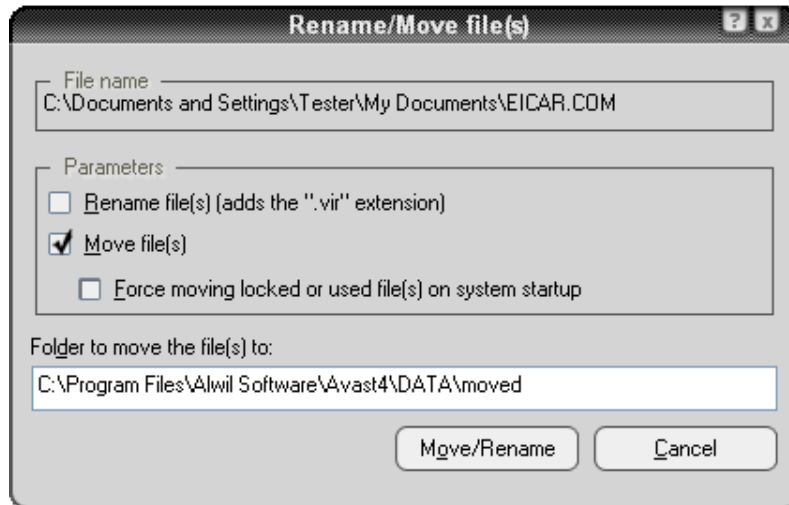 Rename/Move file(s)
File name
C:\Documents and Settings\Tester\My Documents\EICAR.COM
Parameters
Rename file(s) (adds the ".vir" extension)
Move file(s)
Force moving locked or used file(s) on system startup
Folder to move the file(s) to:
C:\Program Files\Alwil Software\Avast4\DATA\moved
Move/Rename Cancel